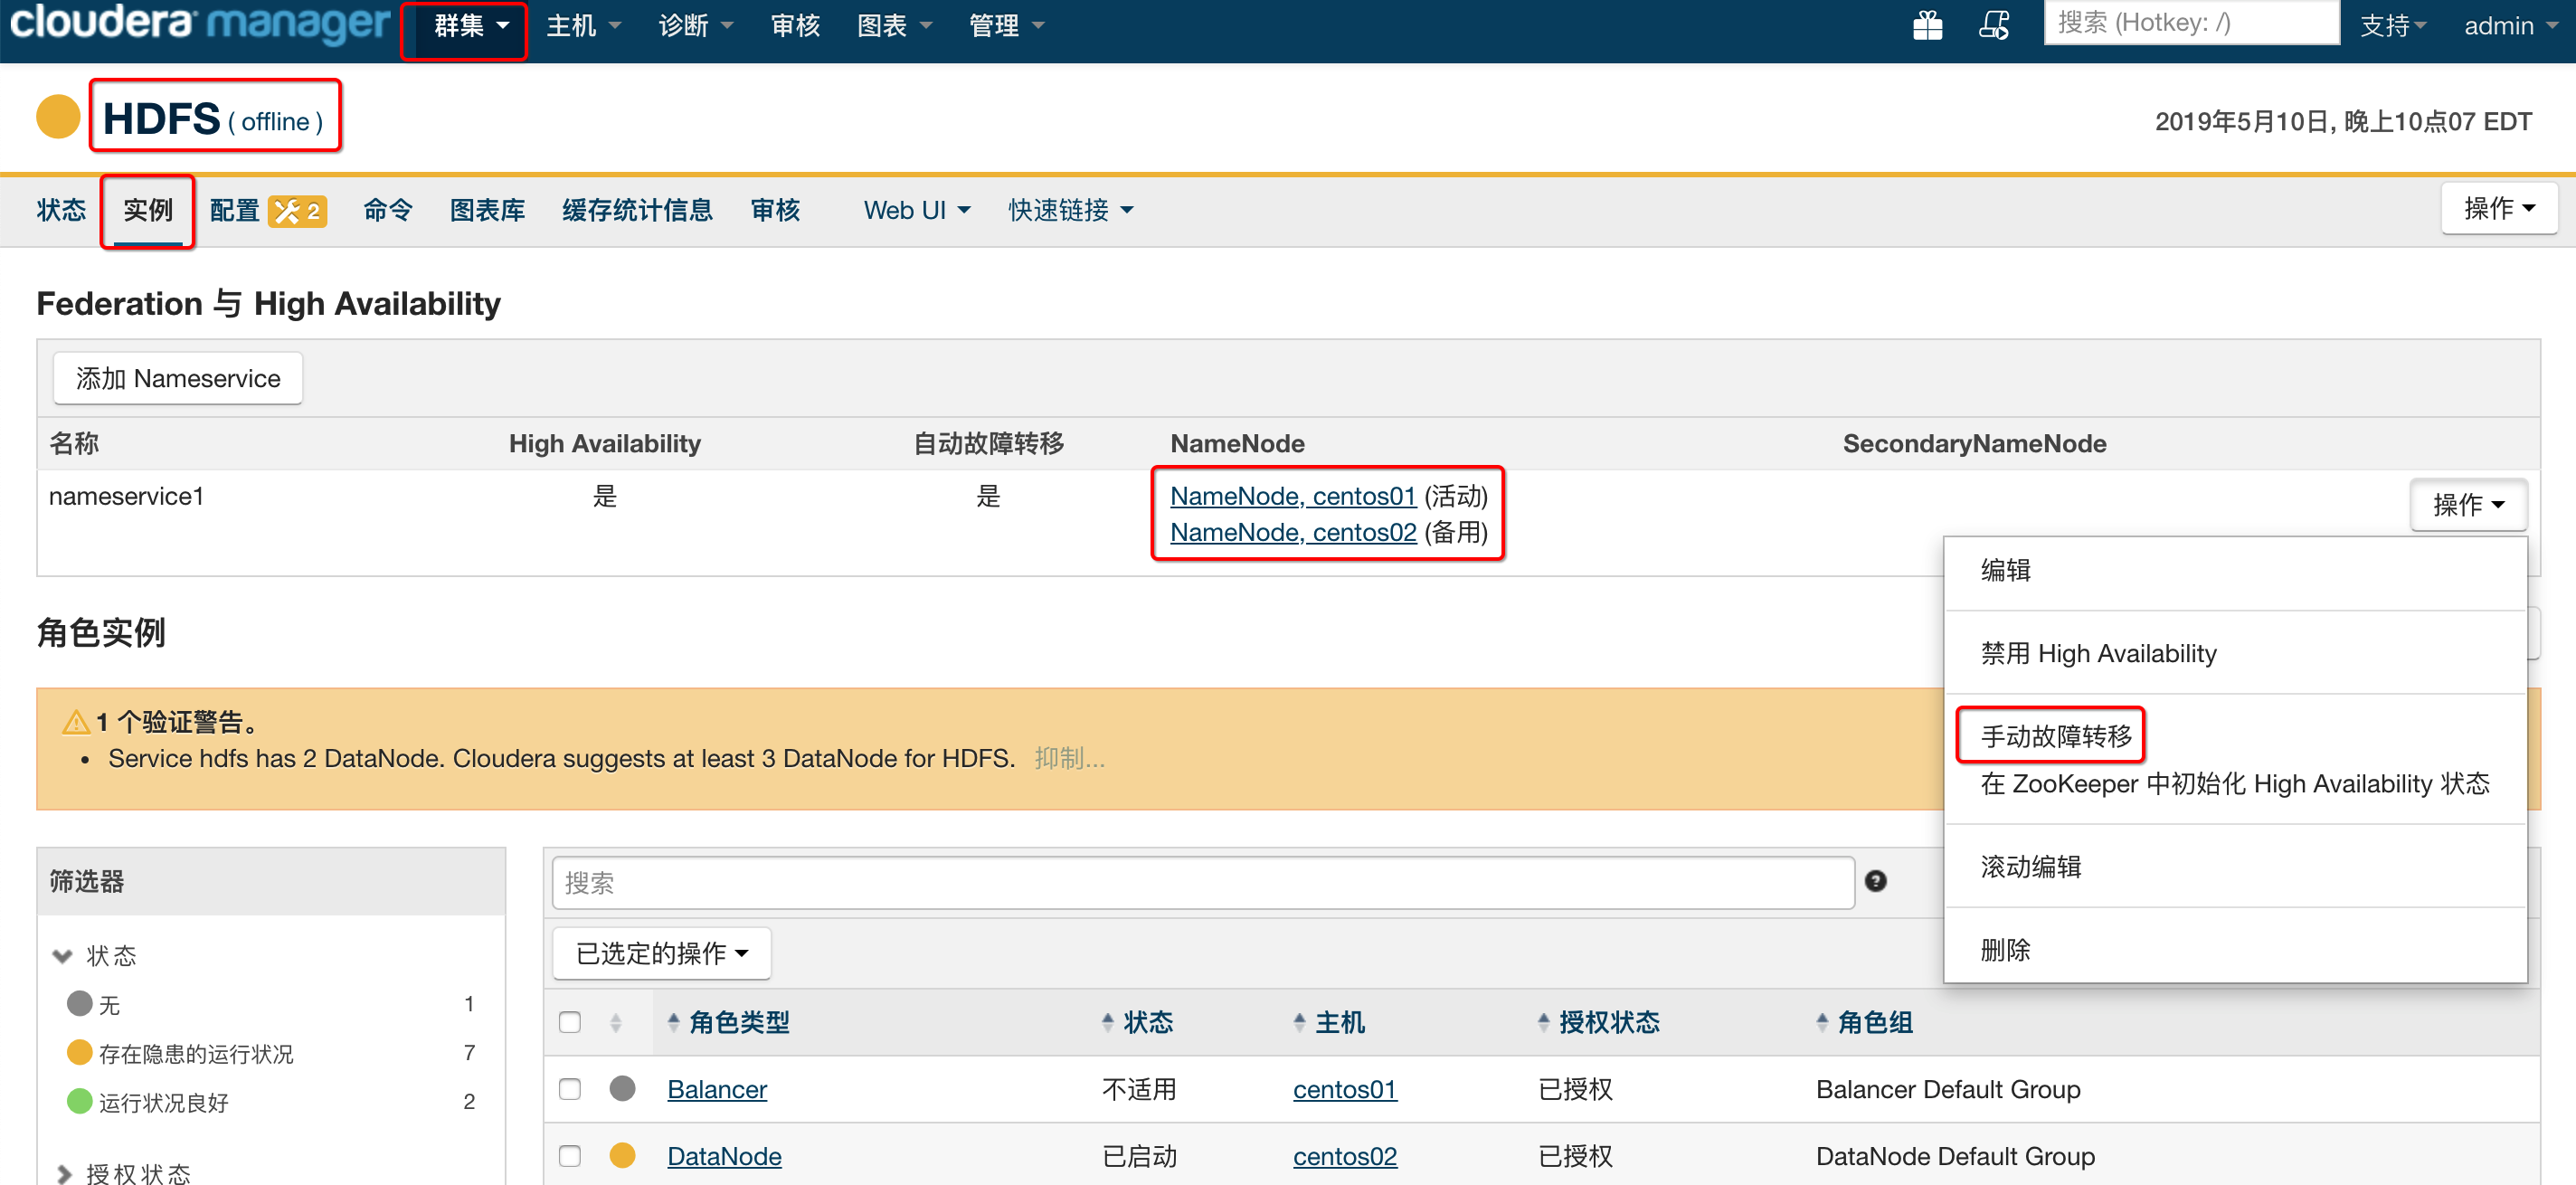 cloudera manager 群集 主机 诊断 审核 图表 管理 搜索 (Hotkey: /) 支持 admin
HDFS ( offline )
2019年5月10日, 晚上10点07 EDT
状态 实例 配置 2 命令 图表库 缓存统计信息 审核 Web UI 快速链接 操作
Federation 与 High Availability
添加 Nameservice
名称 High Availability 自动故障转移 NameNode SecondaryNameNode
nameservice1 是 是 NameNode, centos01 (活动) 操作
NameNode, centos02 (备用)
编辑
禁用 High Availability
手动故障转移
在 ZooKeeper 中初始化 High Availability 状态
滚动编辑
删除
角色实例
1 个验证警告。
• Service hdfs has 2 DataNode. Cloudera suggests at least 3 DataNode for HDFS. 抑制...
筛选器
状态
无 1
存在隐患的运行状况 7
运行状况良好 2
授权状态
搜索 ?
已选定的操作
角色类型 状态 主机 授权状态 角色组
Balancer 不适用 centos01 已授权 Balancer Default Group
DataNode 已启动 centos02 已授权 DataNode Default Group